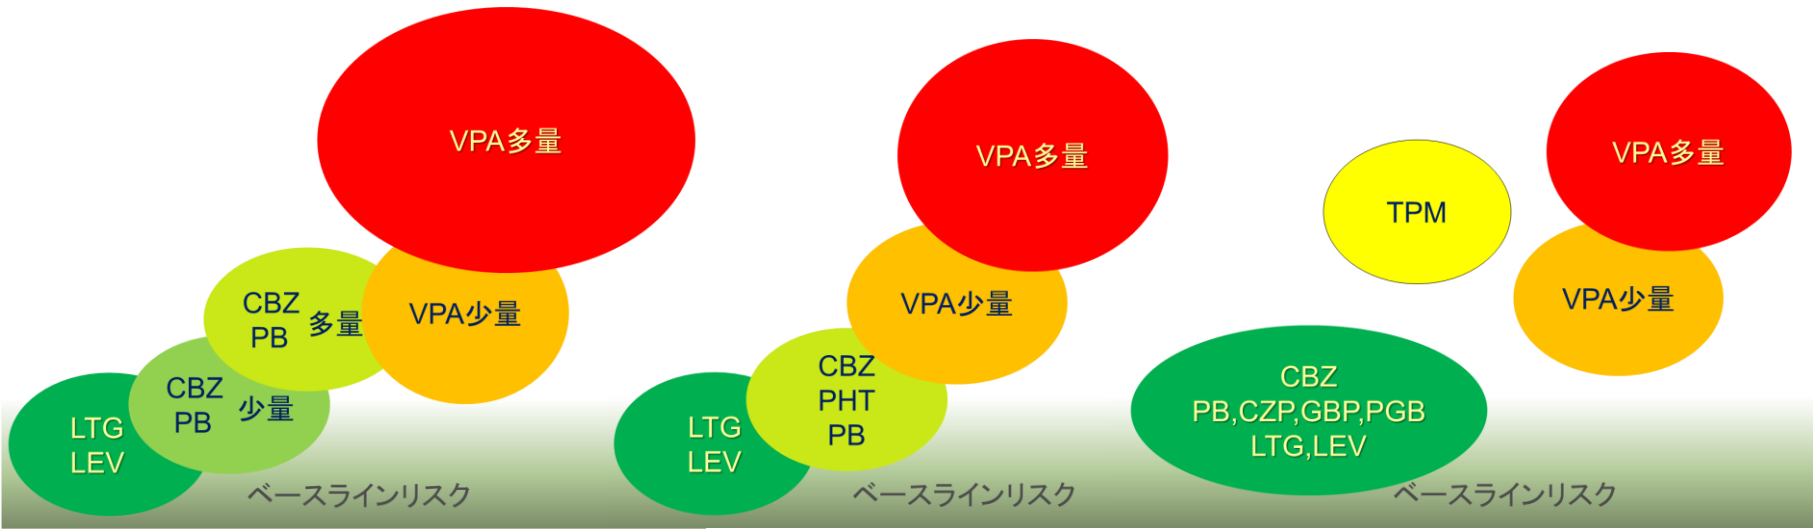 VPA多量
CBZ
PB
多量
VPA少量
CBZ
PB
少量
LTG
LEV
ベースラインリスク
VPA多量
VPA少量
CBZ
PHT
PB
LTG
LEV
ベースラインリスク
VPA多量
TPM
VPA少量
CBZ
PB,CZP,GBP,PGB
LTG,LEV
ベースラインリスク